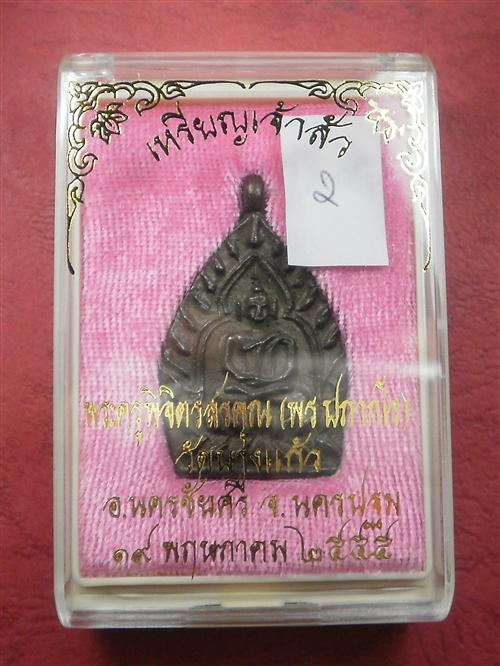 เหรียญเจ้าสัว
๒
พระครูพิจิตรสรคุณ (พร ปภากโร)
วัดบุ่งแก้ว
อ.นครชัยศรี จ.นครปฐม
๑๙ พฤษภาคม ๒๕๕๕